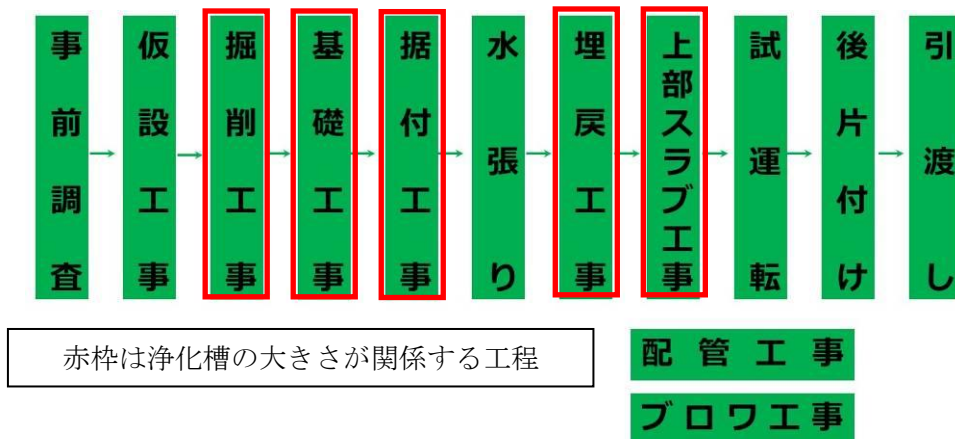 事前調査
仮設工事
掘削工事
基礎工事
据付工事
水張り
埋戻工事
上部スラブ工事
試運転
後片付け
引渡し
赤枠は浄化槽の大きさが関係する工程
配管工事
ブロワ工事